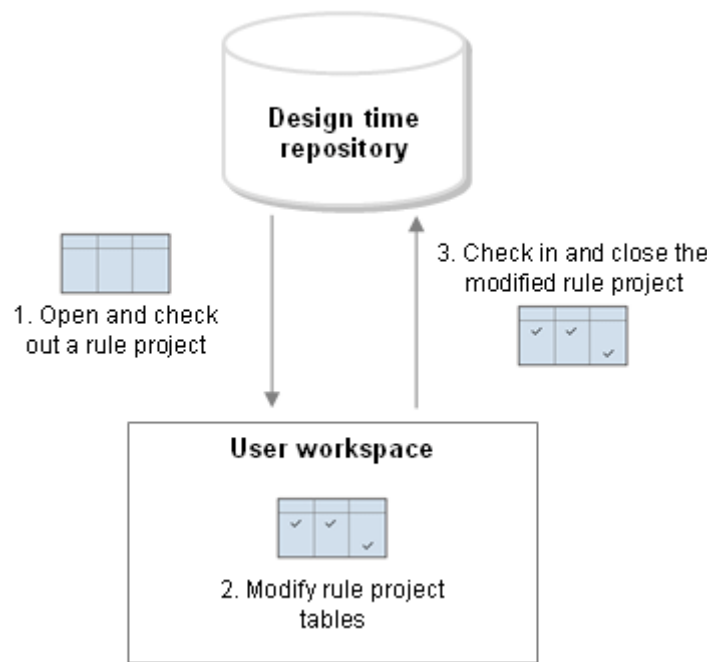 Design time
repository
1. Open and check
out a rule project
3. Check in and close the
modified rule project
User workspace
2. Modify rule project
tables